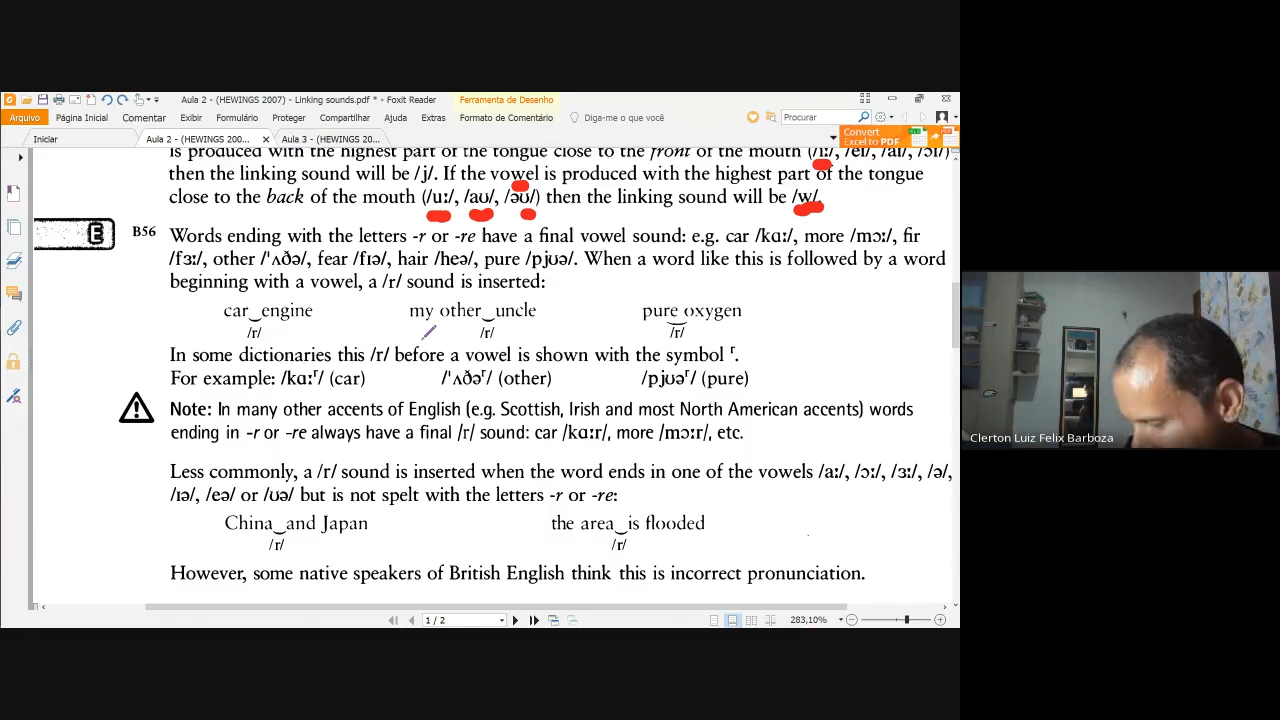 Aula 2 - (HEWINGS 2007) - Linking sounds.pdf * - Foxit Reader
Ferramenta de Desenho
Arquivo
Página Inicial
Comentar
Exibir
Formulário
Proteger
Compartilhar
Ajuda
Extras
Formato de Comentário
Diga-me o que você
Procurar
Iniciar
Aula 2 - (HEWINGS 200...
Aula 3 - (HEWINGS 20...
Convert
Excel to PDF
is produced with the highest part of the tongue close to the front of the mouth (/iː/, /eɪ/, /aɪ/, /ɔɪ/)
then the linking sound will be /j/. If the vowel is produced with the highest part of the tongue
close to the back of the mouth (/uː/, /aʊ/, /əʊ/) then the linking sound will be /w/.
E
B56
Words ending with the letters -r or -re have a final vowel sound: e.g. car /kɑː/, more /mɔː/, fir
/fɜː/, other /ˈʌðə/, fear /fɪə/, hair /heə/, pure /pjʊə/. When a word like this is followed by a word
beginning with a vowel, a /r/ sound is inserted:
car‿engine my other‿uncle pure oxygen
/r/ /r/ /r/
In some dictionaries this /r/ before a vowel is shown with the symbol ʳ.
For example: /kɑːʳ/ (car) /ˈʌðəʳ/ (other) /pjʊəʳ/ (pure)
Note: In many other accents of English (e.g. Scottish, Irish and most North American accents) words
ending in -r or -re always have a final /r/ sound: car /kɑːr/, more /mɔːr/, etc.
Less commonly, a /r/ sound is inserted when the word ends in one of the vowels /aː/, /ɔː/, /ɜː/, /ə/,
/ɪə/, /eə/ or /ʊə/ but is not spelt with the letters -r or -re:
China‿and Japan the area‿is flooded
/r/ /r/
However, some native speakers of British English think this is incorrect pronunciation.
1 / 2
283,10%
Clerton Luiz Felix Barboza